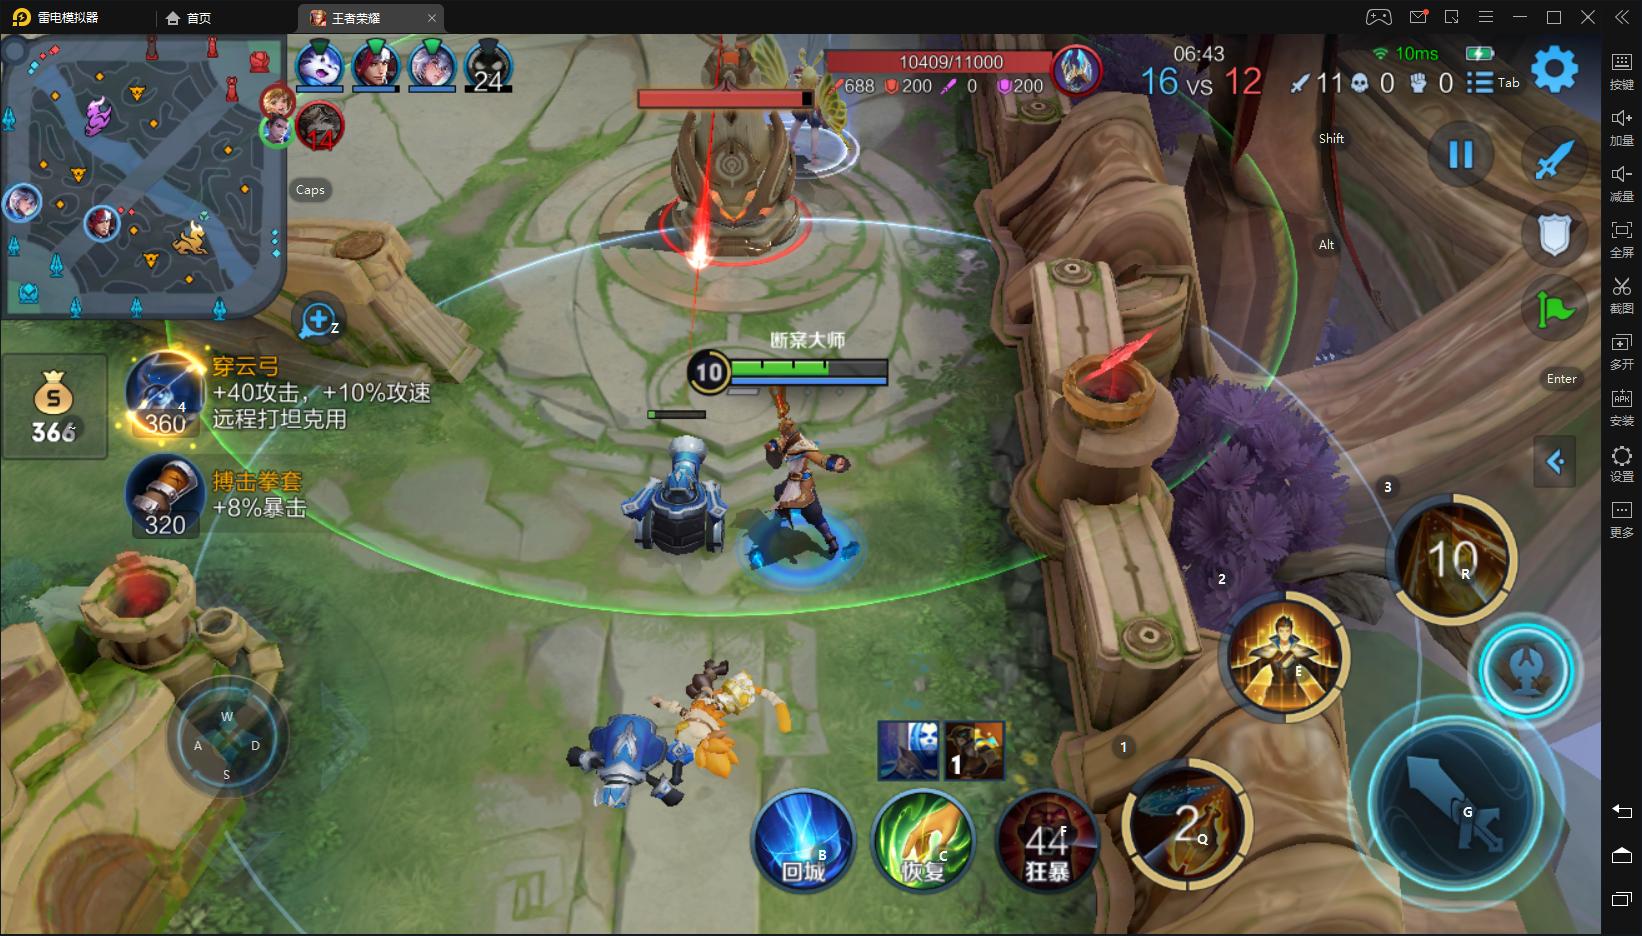 雷电模拟器
首页
王者荣耀
24
14
10409/11000
688 200 0 200
06:43
16 vs 12
10ms
11 0 0 Tab
Shift
Caps
Alt
Enter
Z
断案大师
10
穿云弓
+40攻击，+10%攻速
远程打坦克用
4
360
搏击拳套
+8%暴击
320
W
A D
S
3
10
R
2
E
1
1
2
Q
G
B
回城
C
恢复
44
F
狂暴
按键
加量
减量
全屏
截图
多开
APK
安装
设置
更多